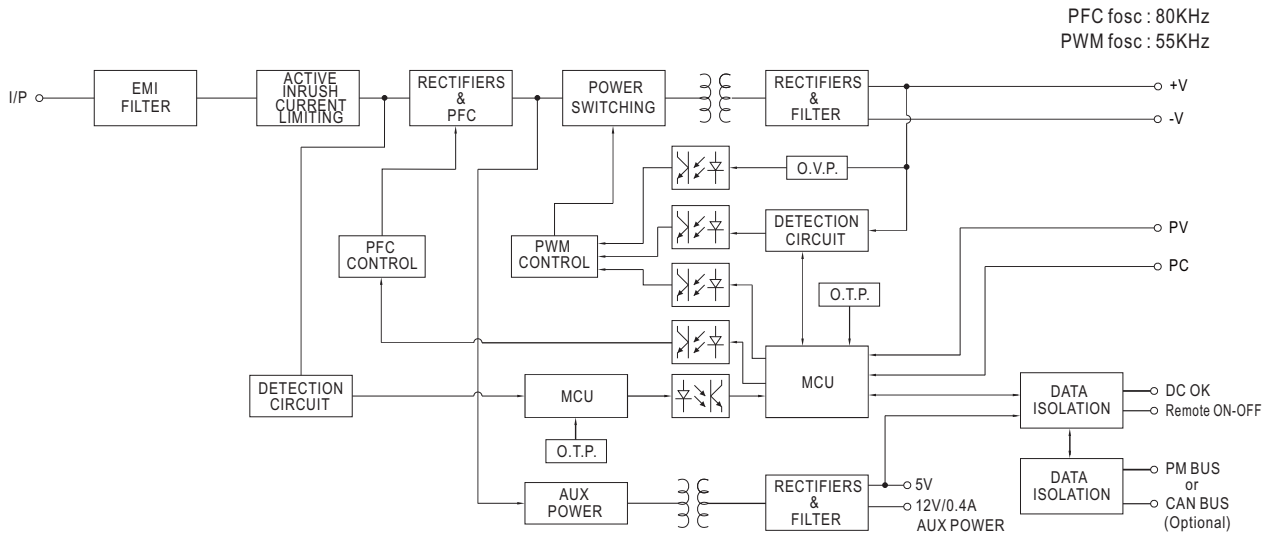 PFC fosc : 80KHz
PWM fosc : 55KHz
I/P
EMI
FILTER
ACTIVE
INRUSH
CURRENT
LIMITING
RECTIFIERS
&
PFC
POWER
SWITCHING
RECTIFIERS
&
FILTER
+V
-V
O.V.P.
DETECTION
CIRCUIT
PFC
CONTROL
PWM
CONTROL
PV
PC
O.T.P.
MCU
DETECTION
CIRCUIT
MCU
O.T.P.
DATA
ISOLATION
DC OK
Remote ON-OFF
AUX
POWER
RECTIFIERS
&
FILTER
5V
12V/0.4A
AUX POWER
DATA
ISOLATION
PM BUS
or
CAN BUS
(Optional)